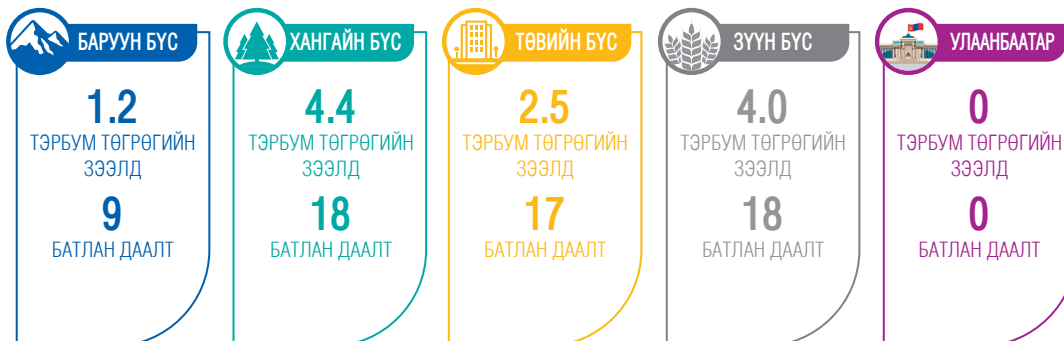 БАРУУН БҮС
1.2
ТЭРБУМ ТӨГРӨГИЙН
ЗЭЭЛД
9
БАТЛАН ДААЛТ
ХАНГАЙН БҮС
4.4
ТЭРБУМ ТӨГРӨГИЙН
ЗЭЭЛД
18
БАТЛАН ДААЛТ
ТӨВИЙН БҮС
2.5
ТЭРБУМ ТӨГРӨГИЙН
ЗЭЭЛД
17
БАТЛАН ДААЛТ
ЗҮҮН БҮС
4.0
ТЭРБУМ ТӨГРӨГИЙН
ЗЭЭЛД
18
БАТЛАН ДААЛТ
УЛААНБААТАР
0
ТЭРБУМ ТӨГРӨГИЙН
ЗЭЭЛД
0
БАТЛАН ДААЛТ